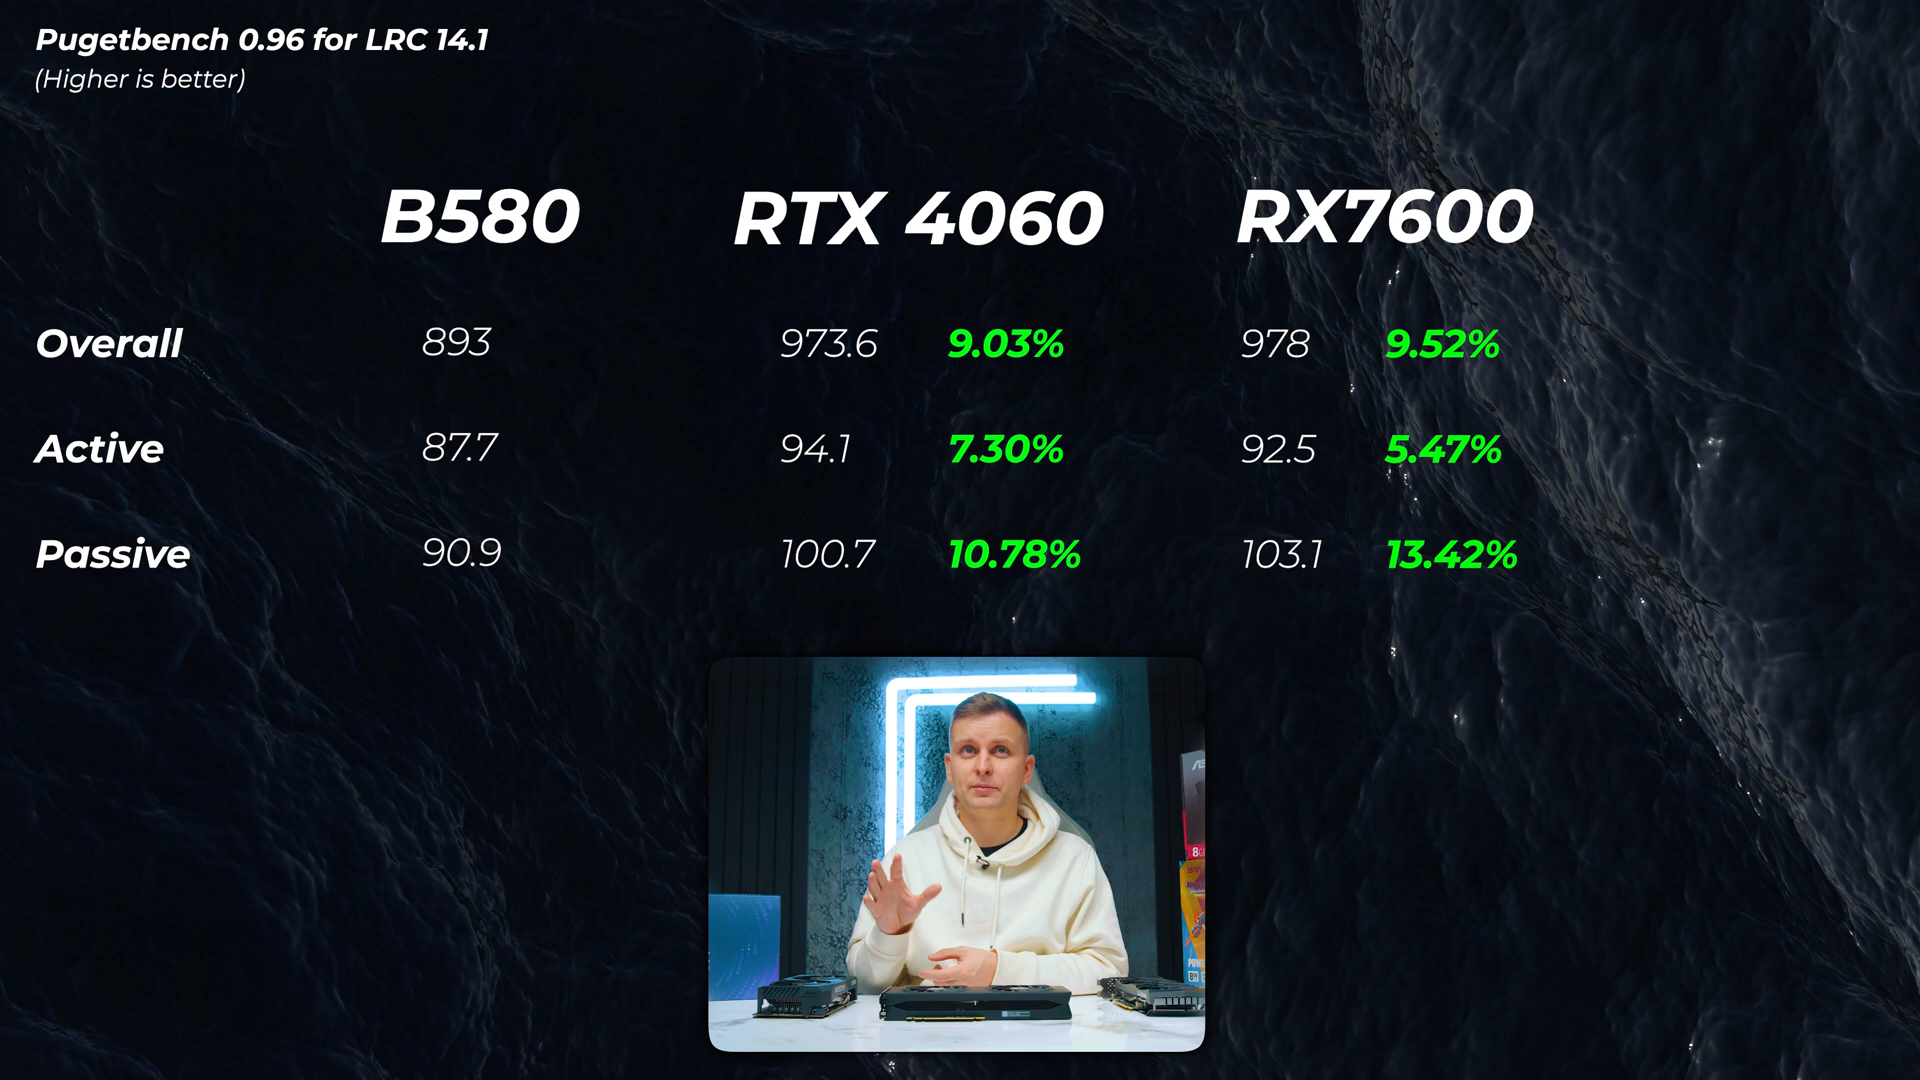 Pugetbench 0.96 for LRC 14.1
(Higher is better)
B580 RTX 4060 RX7600
Overall 893 973.6 9.03% 978 9.52%
Active 87.7 94.1 7.30% 92.5 5.47%
Passive 90.9 100.7 10.78% 103.1 13.42%